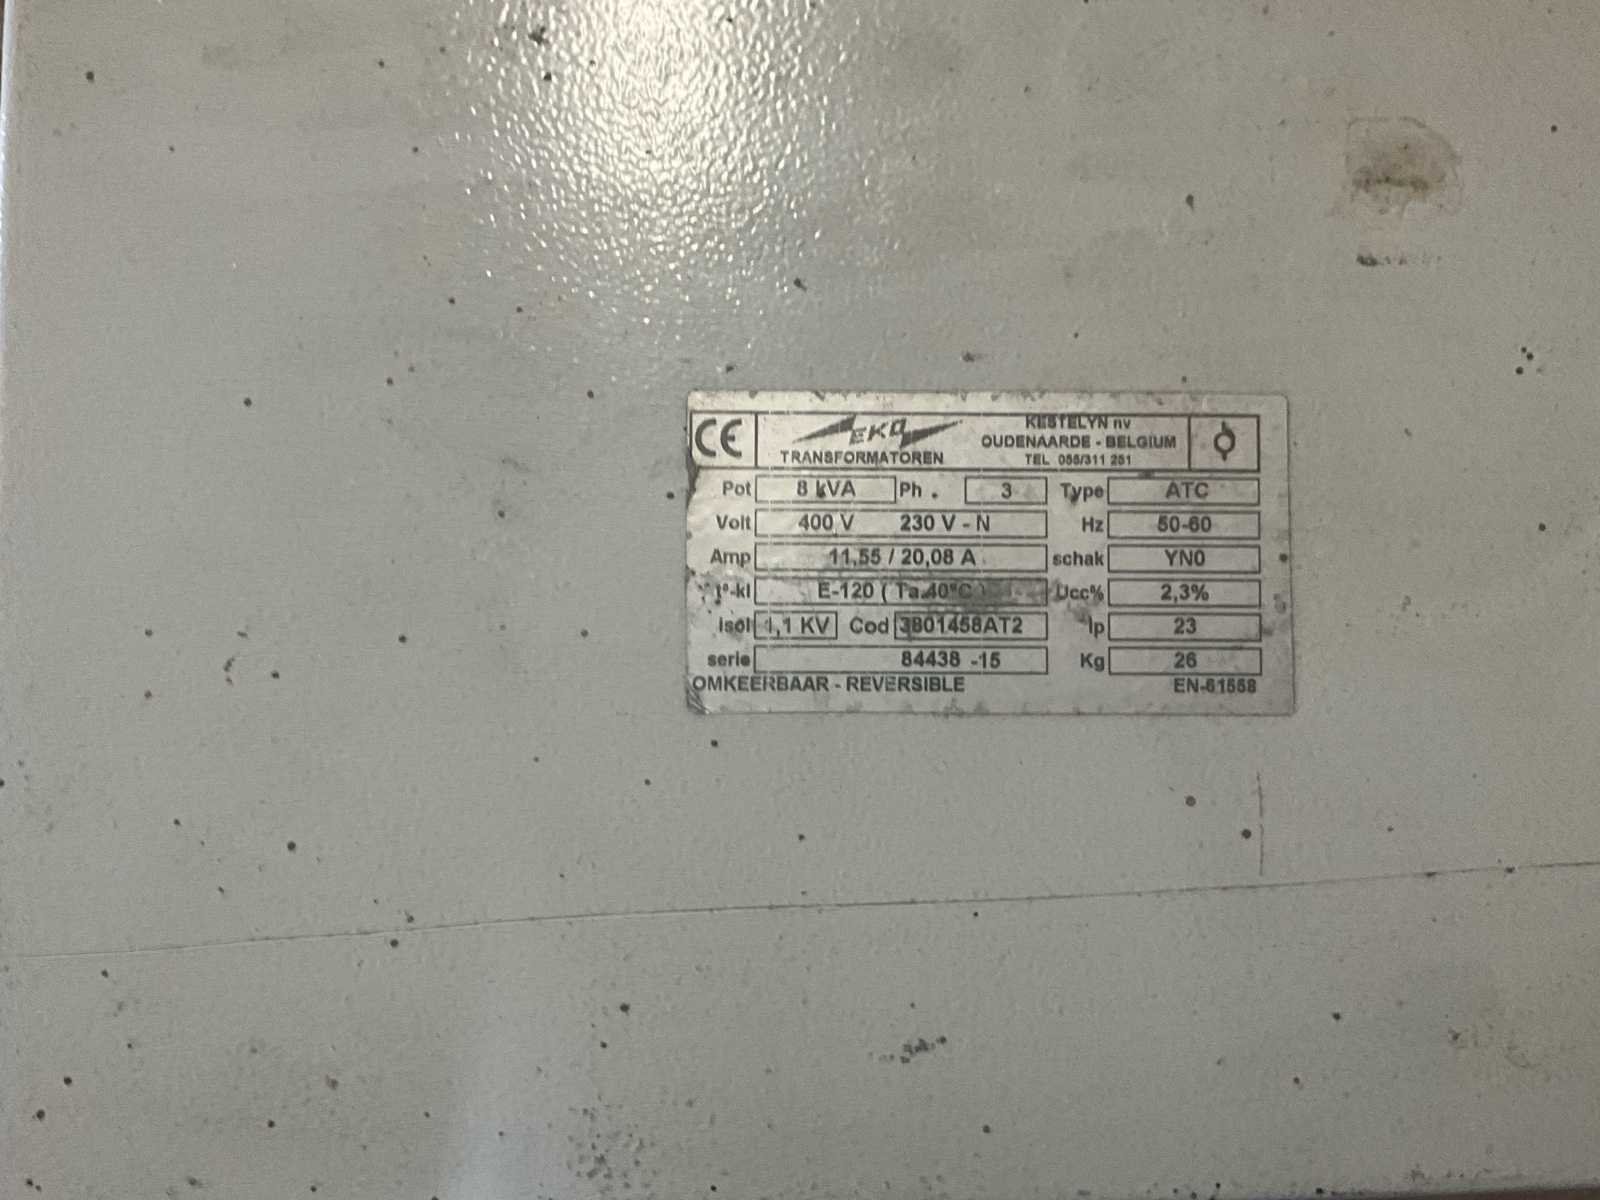 CE EKA KESTELYN nv
TRANSFORMATOREN OUDENAARDE - BELGIUM
TEL 055/311 251
Pot 8 kVA Ph. 3 Type ATC
Volt 400 V 230 V - N Hz 50-60
Amp 11,55 / 20,08 A schak YN0
t°-kl E-120 ( Ta 40°C ) Ucc% 2,3%
isol 1,1 KV Cod 3801458AT2 Ip 23
serie 84438 -15 Kg 26
OMKEERBAAR - REVERSIBLE EN-61558